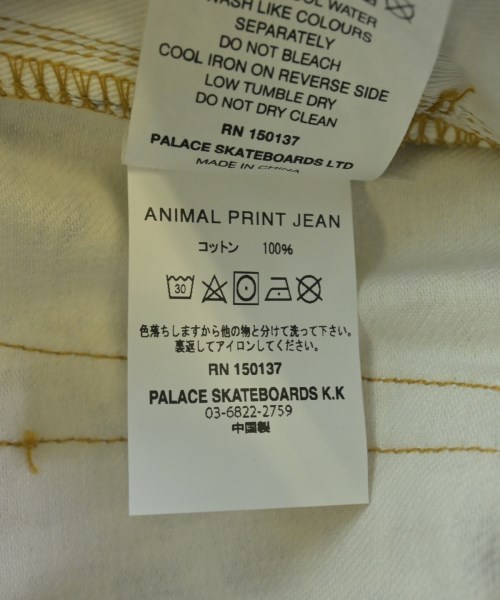 WATER
WASH LIKE COLOURS
SEPARATELY
DO NOT BLEACH
COOL IRON ON REVERSE SIDE
LOW TUMBLE DRY
DO NOT DRY CLEAN
RN 150137
PALACE SKATEBOARDS LTD
MADE IN CHINA
ANIMAL PRINT JEAN
コットン 100%
30
色落ちしますから他の物と分けて洗って下さい。
裏返してアイロンしてください。
RN 150137
PALACE SKATEBOARDS K.K
03-6822-2759
中国製